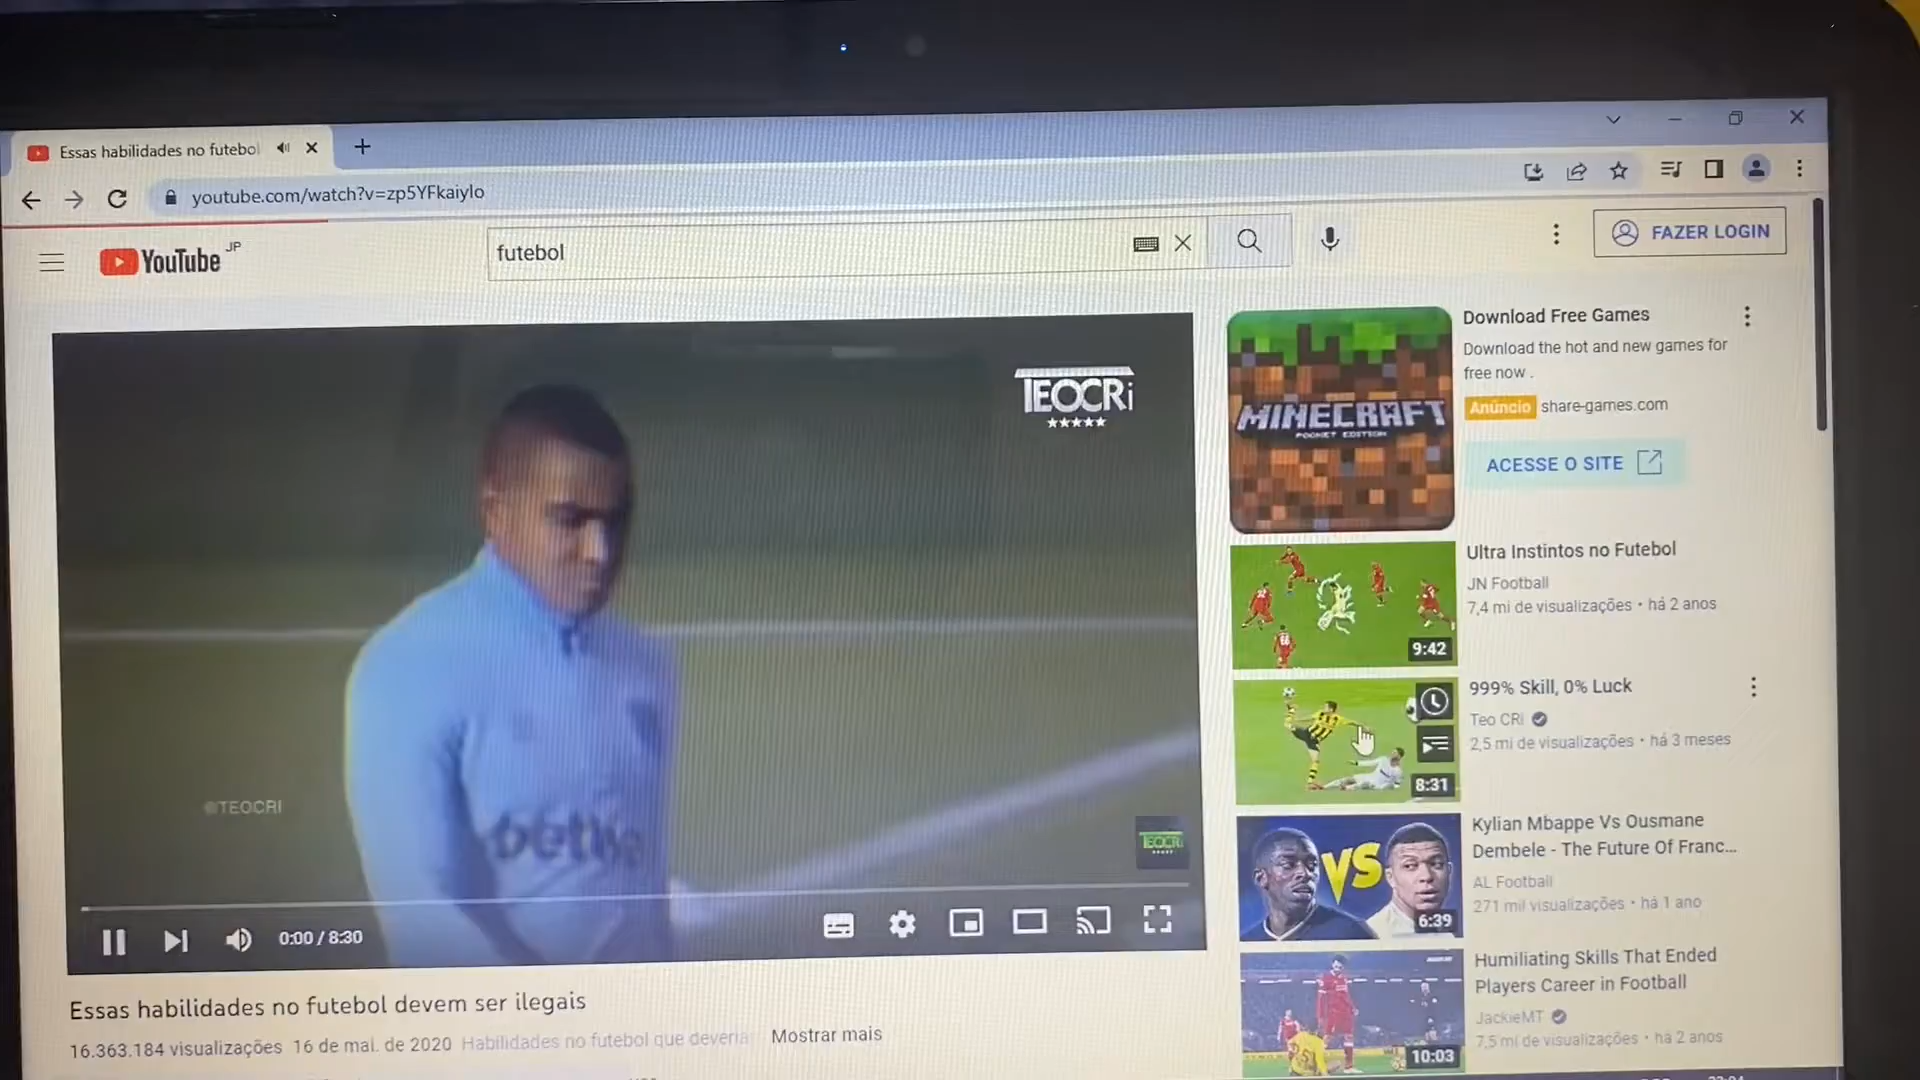 Essas habilidades no futebol
youtube.com/watch?v=zp5YFkaiylo
YouTube JP
futebol
FAZER LOGIN
TEOCRi
@TEOCRI
TEOCRi
0:00 / 8:30
Essas habilidades no futebol devem ser ilegais
16.363.184 visualizações 16 de mai. de 2020 Habilidades no futebol que deveria
Mostrar mais
MINECRAFT
POCKET EDITION
Download Free Games
Download the hot and new games for
free now .
Anúncio share-games.com
ACESSE O SITE
9:42
Ultra Instintos no Futebol
JN Football
7,4 mi de visualizações • há 2 anos
8:31
999% Skill, 0% Luck
Teo CRi
2,5 mi de visualizações • há 3 meses
VS
6:39
Kylian Mbappe Vs Ousmane
Dembele - The Future Of Franc...
AL Football
271 mil visualizações • há 1 ano
10:03
Humiliating Skills That Ended
Players Career in Football
JackieMT
7,5 mi de visualizações • há 2 anos